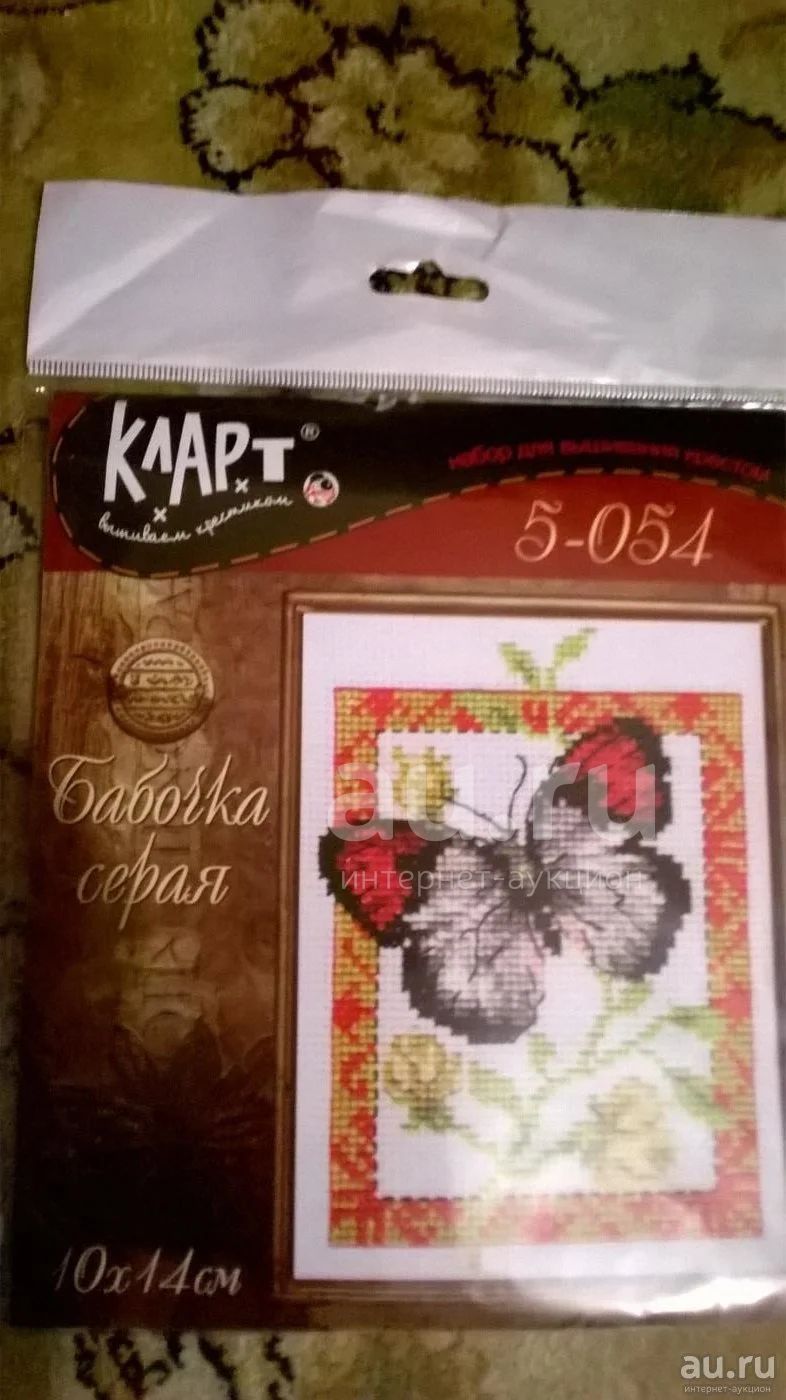 КЛАРТ®
вышиваем крестиком
набор для вышивания крестом
5-054
au.ru
интернет-аукцион
Бабочка
серая
10х14см
au.ru
интернет-аукцион